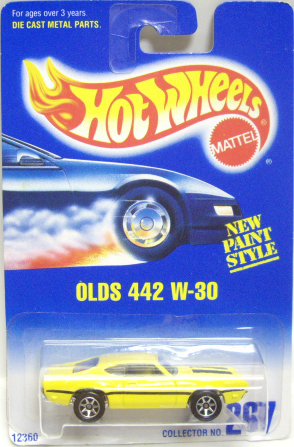 For ages over 3 years
DIE CAST METAL PARTS.
HOT WHEELS
®
MATTEL
®
NEW
PAINT
STYLE
OLDS 442 W-30
12360
COLLECTOR NO.
267